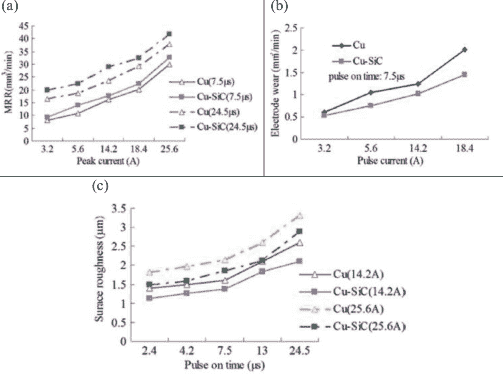 (a)
MRR(mm³/min)
45
40
35
30
25
20
15
10
5
0
3.2 5.6 14.2 18.4 25.6
Peak current (A)
Cu(7.5µs)
Cu-SiC(7.5µs)
Cu(24.5µs)
Cu-SiC(24.5µs)
(b)
Electrode wear (mm³/min)
2.5
2
1.5
1
0.5
0
3.2 5.6 14.2 18.4
Pulse current (A)
Cu
Cu-SiC
pulse on time: 7.5µs
(c)
Surace roughness (µm)
3.5
3
2.5
2
1.5
1
0.5
0
2.4 4.2 7.5 13 24.5
Pulse on time (µs)
Cu(14.2A)
Cu-SiC(14.2A)
Cu(25.6A)
Cu-SiC(25.6A)